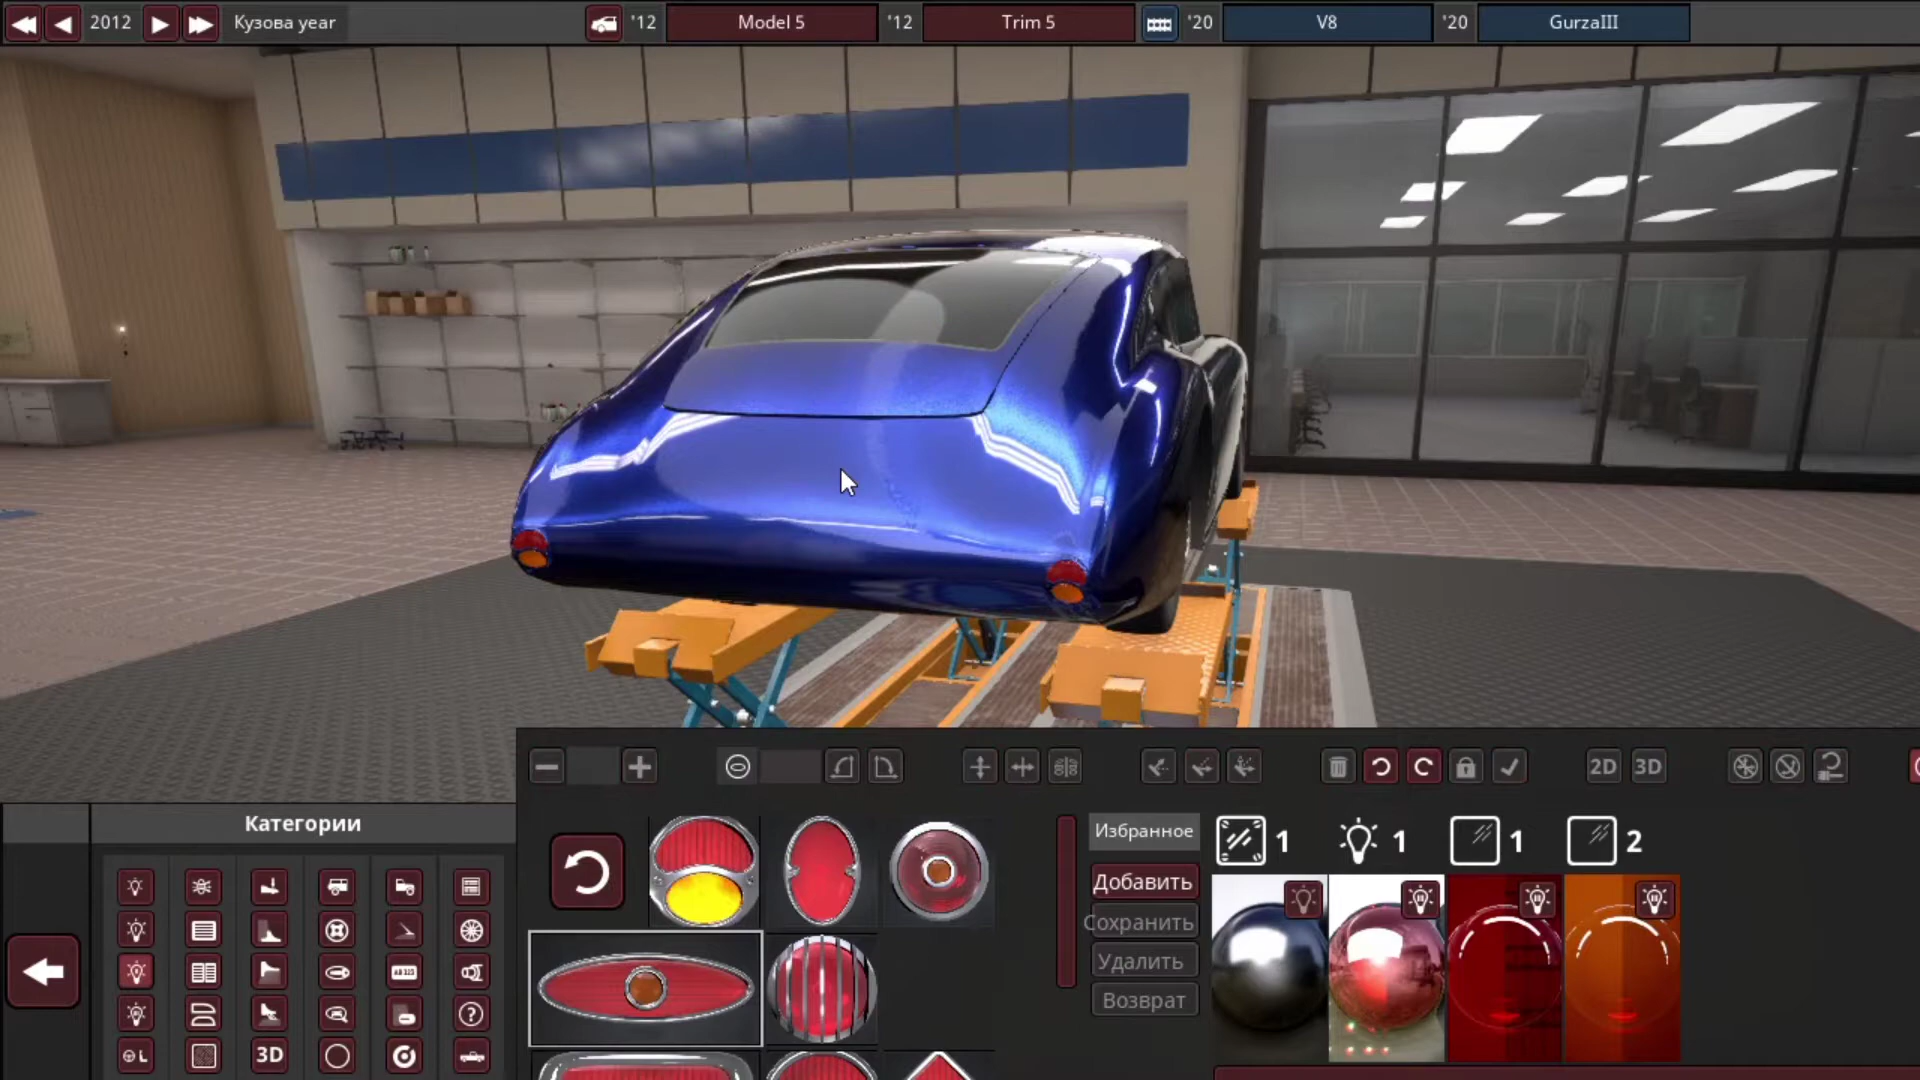 2012
Кузова year
'12
Model 5
'12
Trim 5
'20
V8
'20
GurzaIII
2D
3D
Категории
Избранное
Добавить
Сохранить
Удалить
Возврат
1
1
1
2
L
3D
?